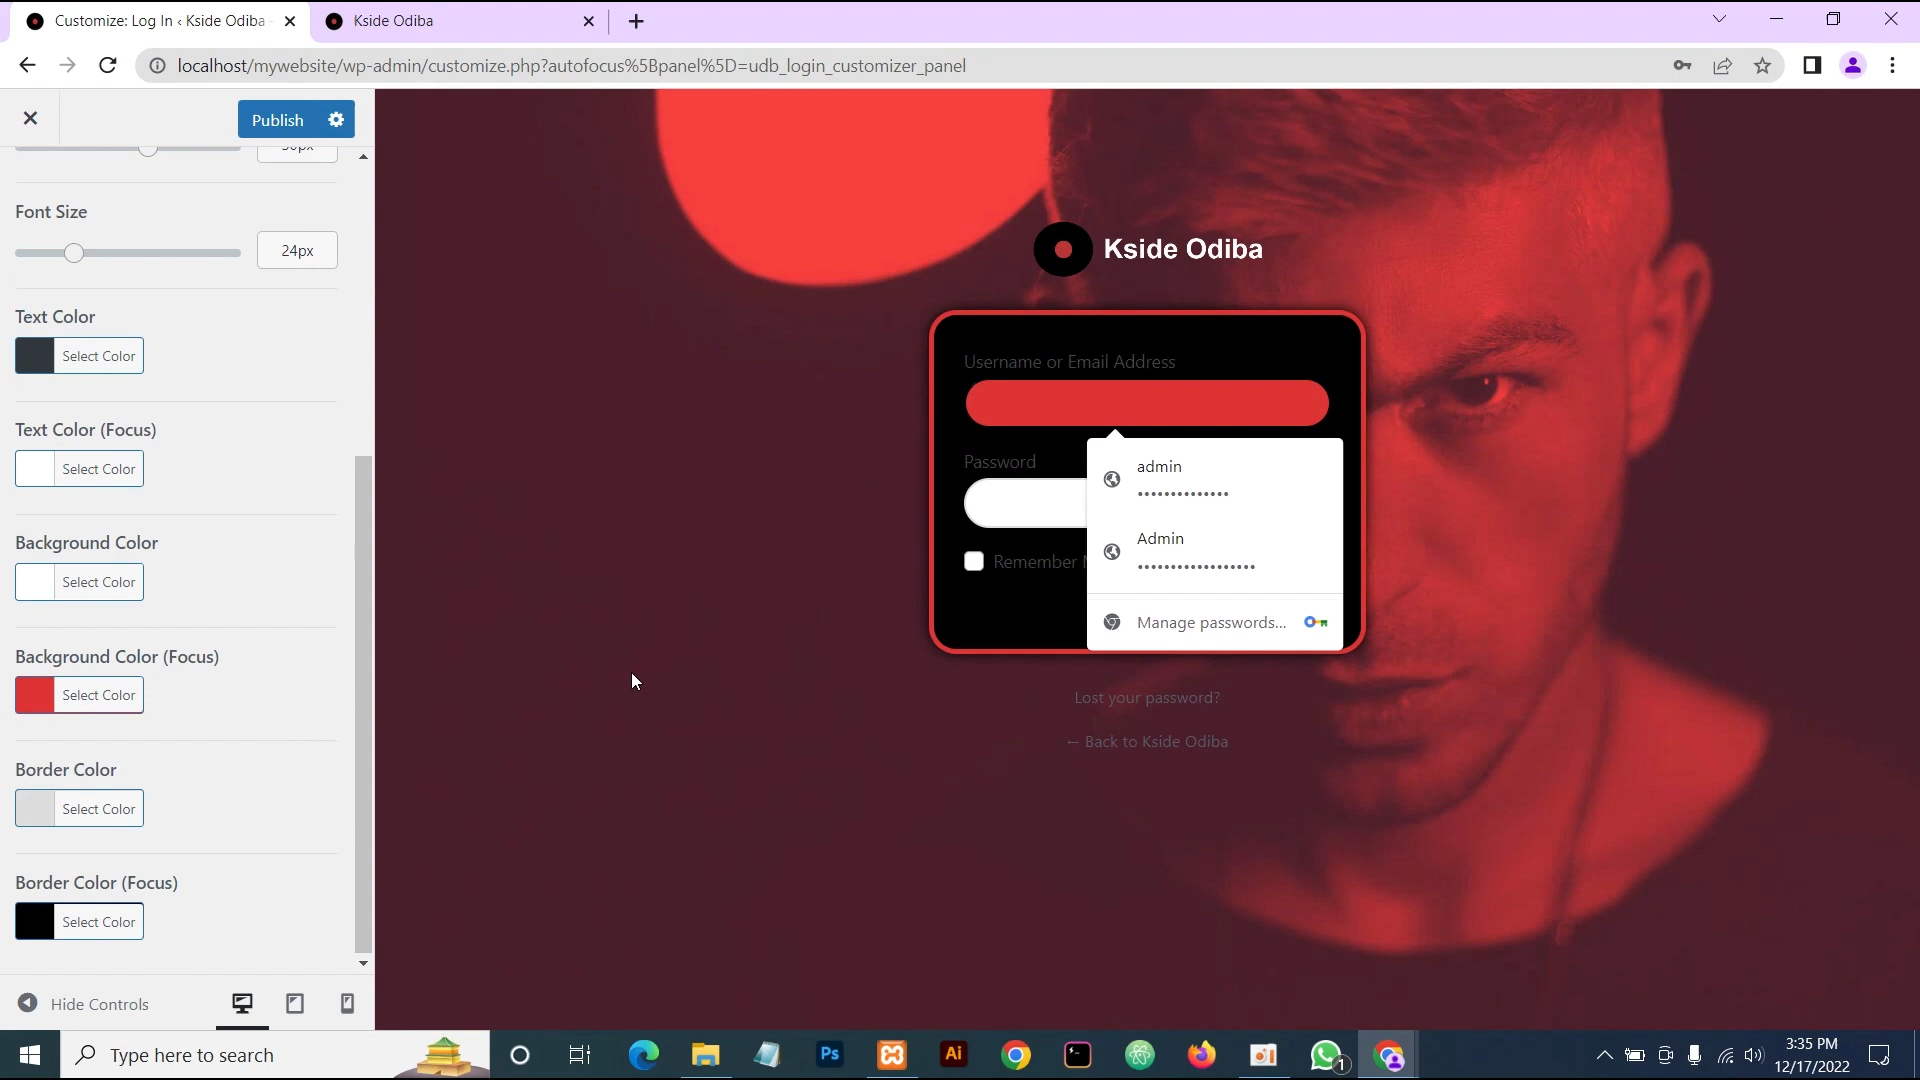 Customize: Log In ‹ Kside Odiba -
Kside Odiba
localhost/mywebsite/wp-admin/customize.php?autofocus%5Bpanel%5D=udb_login_customizer_panel
Publish
Font Size
24px
Text Color
Select Color
Text Color (Focus)
Select Color
Background Color
Select Color
Background Color (Focus)
Select Color
Border Color
Select Color
Border Color (Focus)
Select Color
Hide Controls
Kside Odiba
Username or Email Address
Password
Remember
admin
••••••••••••••
Admin
••••••••••••••••••
Manage passwords...
Lost your password?
← Back to Kside Odiba
Type here to search
Ps
Ai
1
3:35 PM
12/17/2022